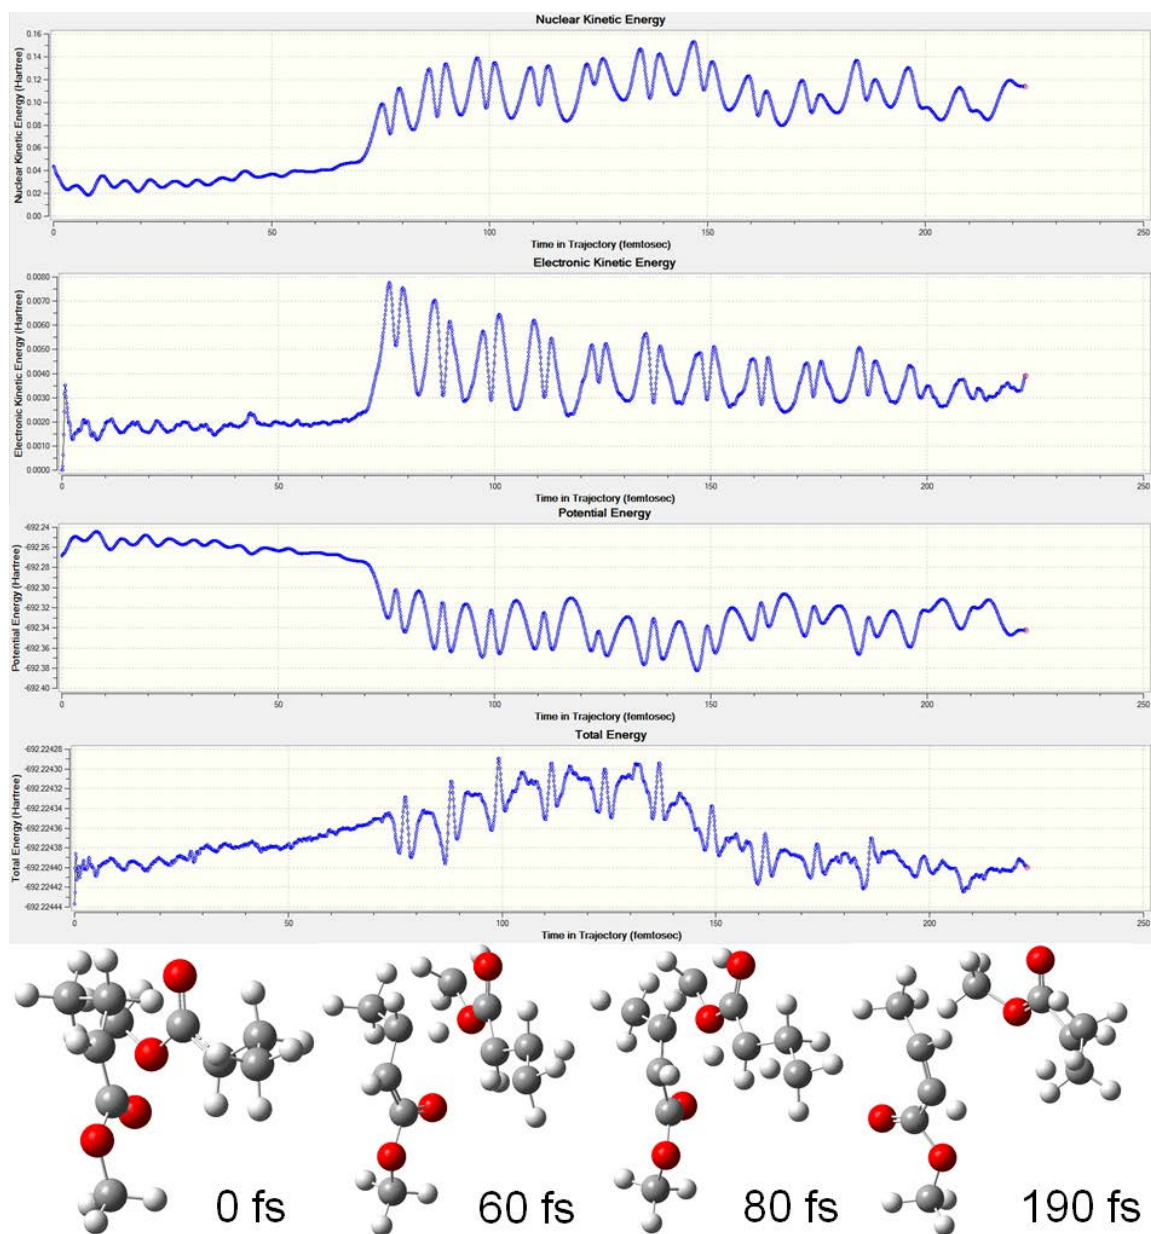 Nuclear Kinetic Energy
Nuclear Kinetic Energy (Hartree)
0.16
0.14
0.12
0.10
0.08
0.06
0.04
0.02
0.00
0 50 100 150 200 250
Time in Trajectory (femtosec)
Electronic Kinetic Energy
Electronic Kinetic Energy (Hartree)
0.0080
0.0070
0.0060
0.0050
0.0040
0.0030
0.0020
0.0010
0.0000
0 50 100 150 200 250
Time in Trajectory (femtosec)
Potential Energy
Potential Energy (Hartree)
-692.24
-692.26
-692.28
-692.30
-692.32
-692.34
-692.36
-692.38
-692.40
0 50 100 150 200 250
Time in Trajectory (femtosec)
Total Energy
Total Energy (Hartree)
-692.22428
-692.22430
-692.22432
-692.22434
-692.22436
-692.22438
-692.22440
-692.22442
-692.22444
0 50 100 150 200 250
Time in Trajectory (femtosec)
0 fs 60 fs 80 fs 190 fs